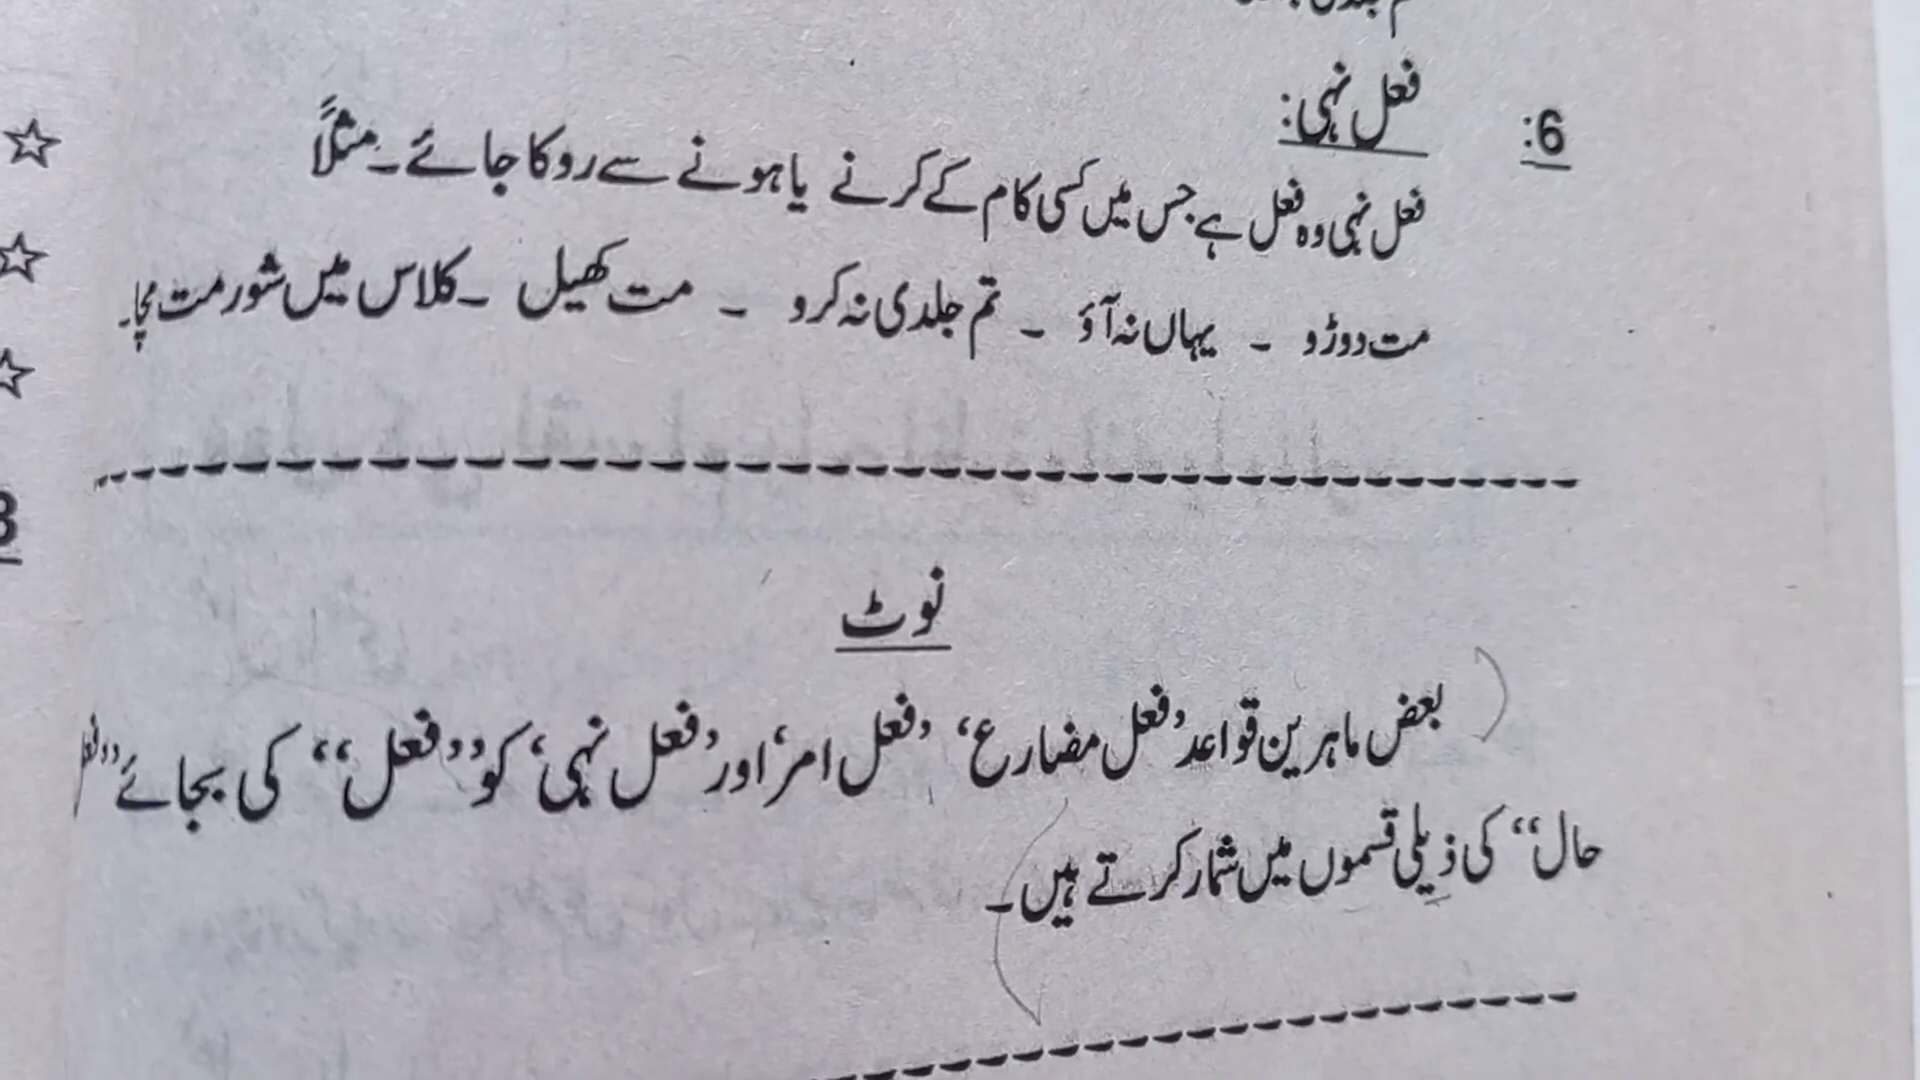 6:
فعل نہی:
فعل نہی وہ فعل ہے جس میں کسی کام کے کرنے یا ہونے سے روکا جائے۔ مثلاً
مت دوڑو ۔ یہاں نہ آؤ ۔ تم جلدی نہ کرو ۔ مت کھیل ۔ کلاس میں شور مت مچا۔
نوٹ
بعض ماہرین قواعد ’فعل مضارع‘ ’فعل امر‘ اور ’فعل نہی‘ کو ’’فعل‘‘ کی بجائے ’’فعل
حال‘‘ کی ذیلی قسموں میں شمار کرتے ہیں۔